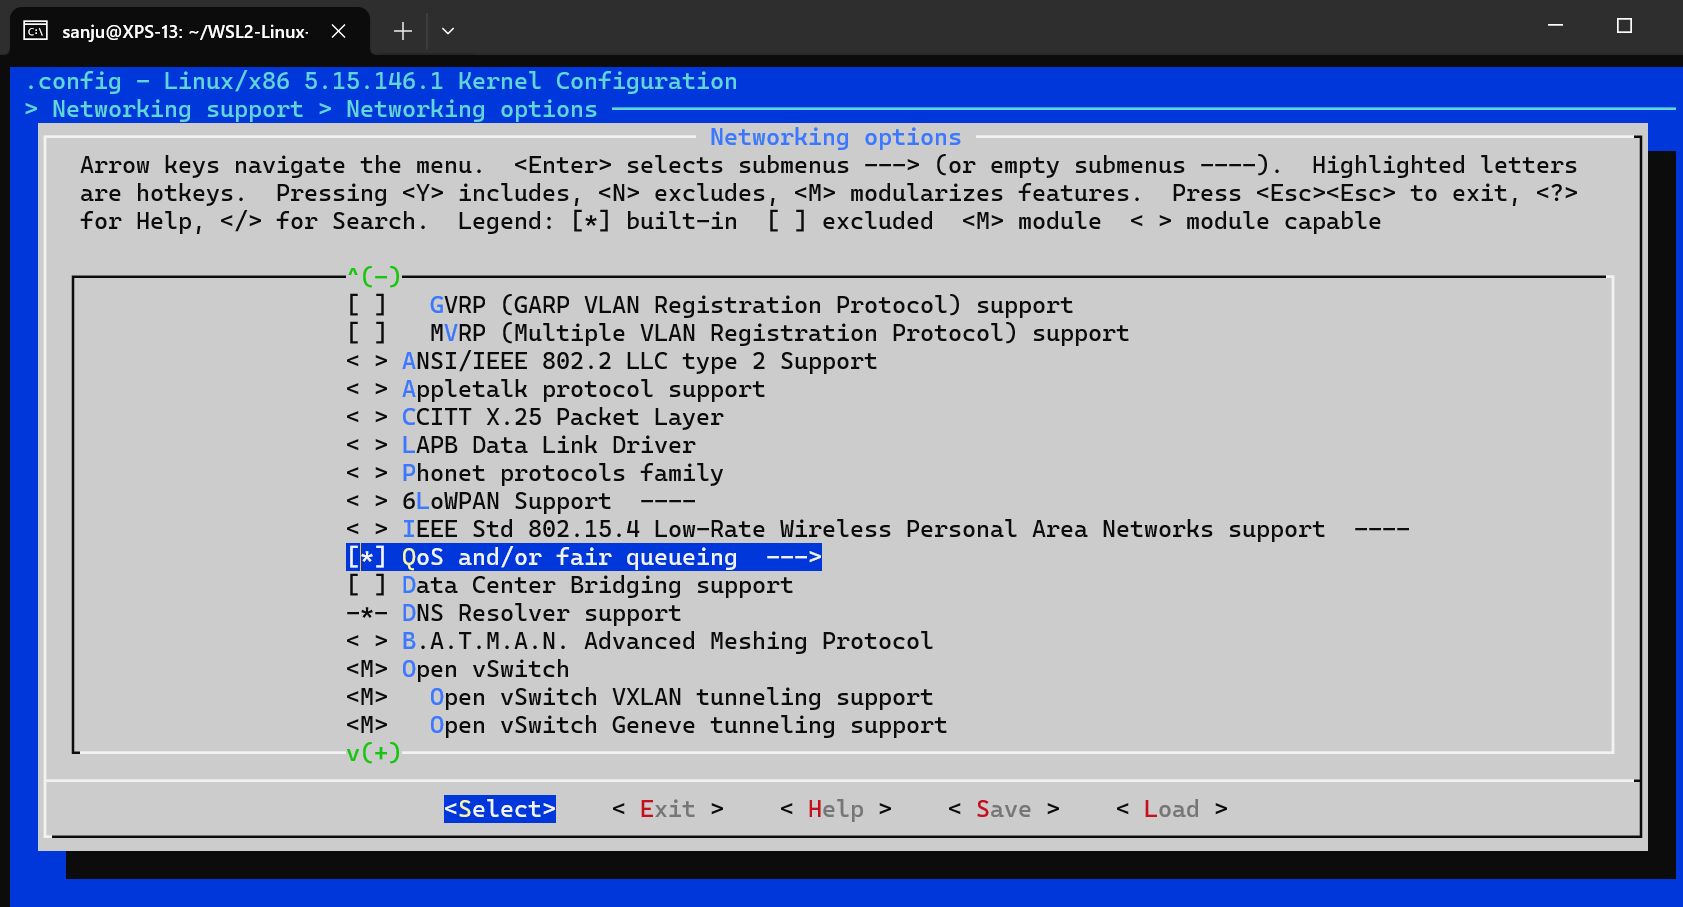 sanju@XPS-13: ~/WSL2-Linux-
.config - Linux/x86 5.15.146.1 Kernel Configuration
> Networking support > Networking options
Networking options
Arrow keys navigate the menu.  <Enter> selects submenus ---> (or empty submenus ----).  Highlighted letters
are hotkeys.  Pressing <Y> includes, <N> excludes, <M> modularizes features.  Press <Esc><Esc> to exit, <?>
for Help, </> for Search.  Legend: [*] built-in  [ ] excluded  <M> module  < > module capable
^(-)
[ ]   GVRP (GARP VLAN Registration Protocol) support
[ ]   MVRP (Multiple VLAN Registration Protocol) support
< > ANSI/IEEE 802.2 LLC type 2 Support
< > Appletalk protocol support
< > CCITT X.25 Packet Layer
< > LAPB Data Link Driver
< > Phonet protocols family
< > 6LoWPAN Support  ----
< > IEEE Std 802.15.4 Low-Rate Wireless Personal Area Networks support  ----
[*] QoS and/or fair queueing  --->
[ ] Data Center Bridging support
-*- DNS Resolver support
< > B.A.T.M.A.N. Advanced Meshing Protocol
<M> Open vSwitch
<M>   Open vSwitch VXLAN tunneling support
<M>   Open vSwitch Geneve tunneling support
v(+)
<Select>    < Exit >    < Help >    < Save >    < Load >